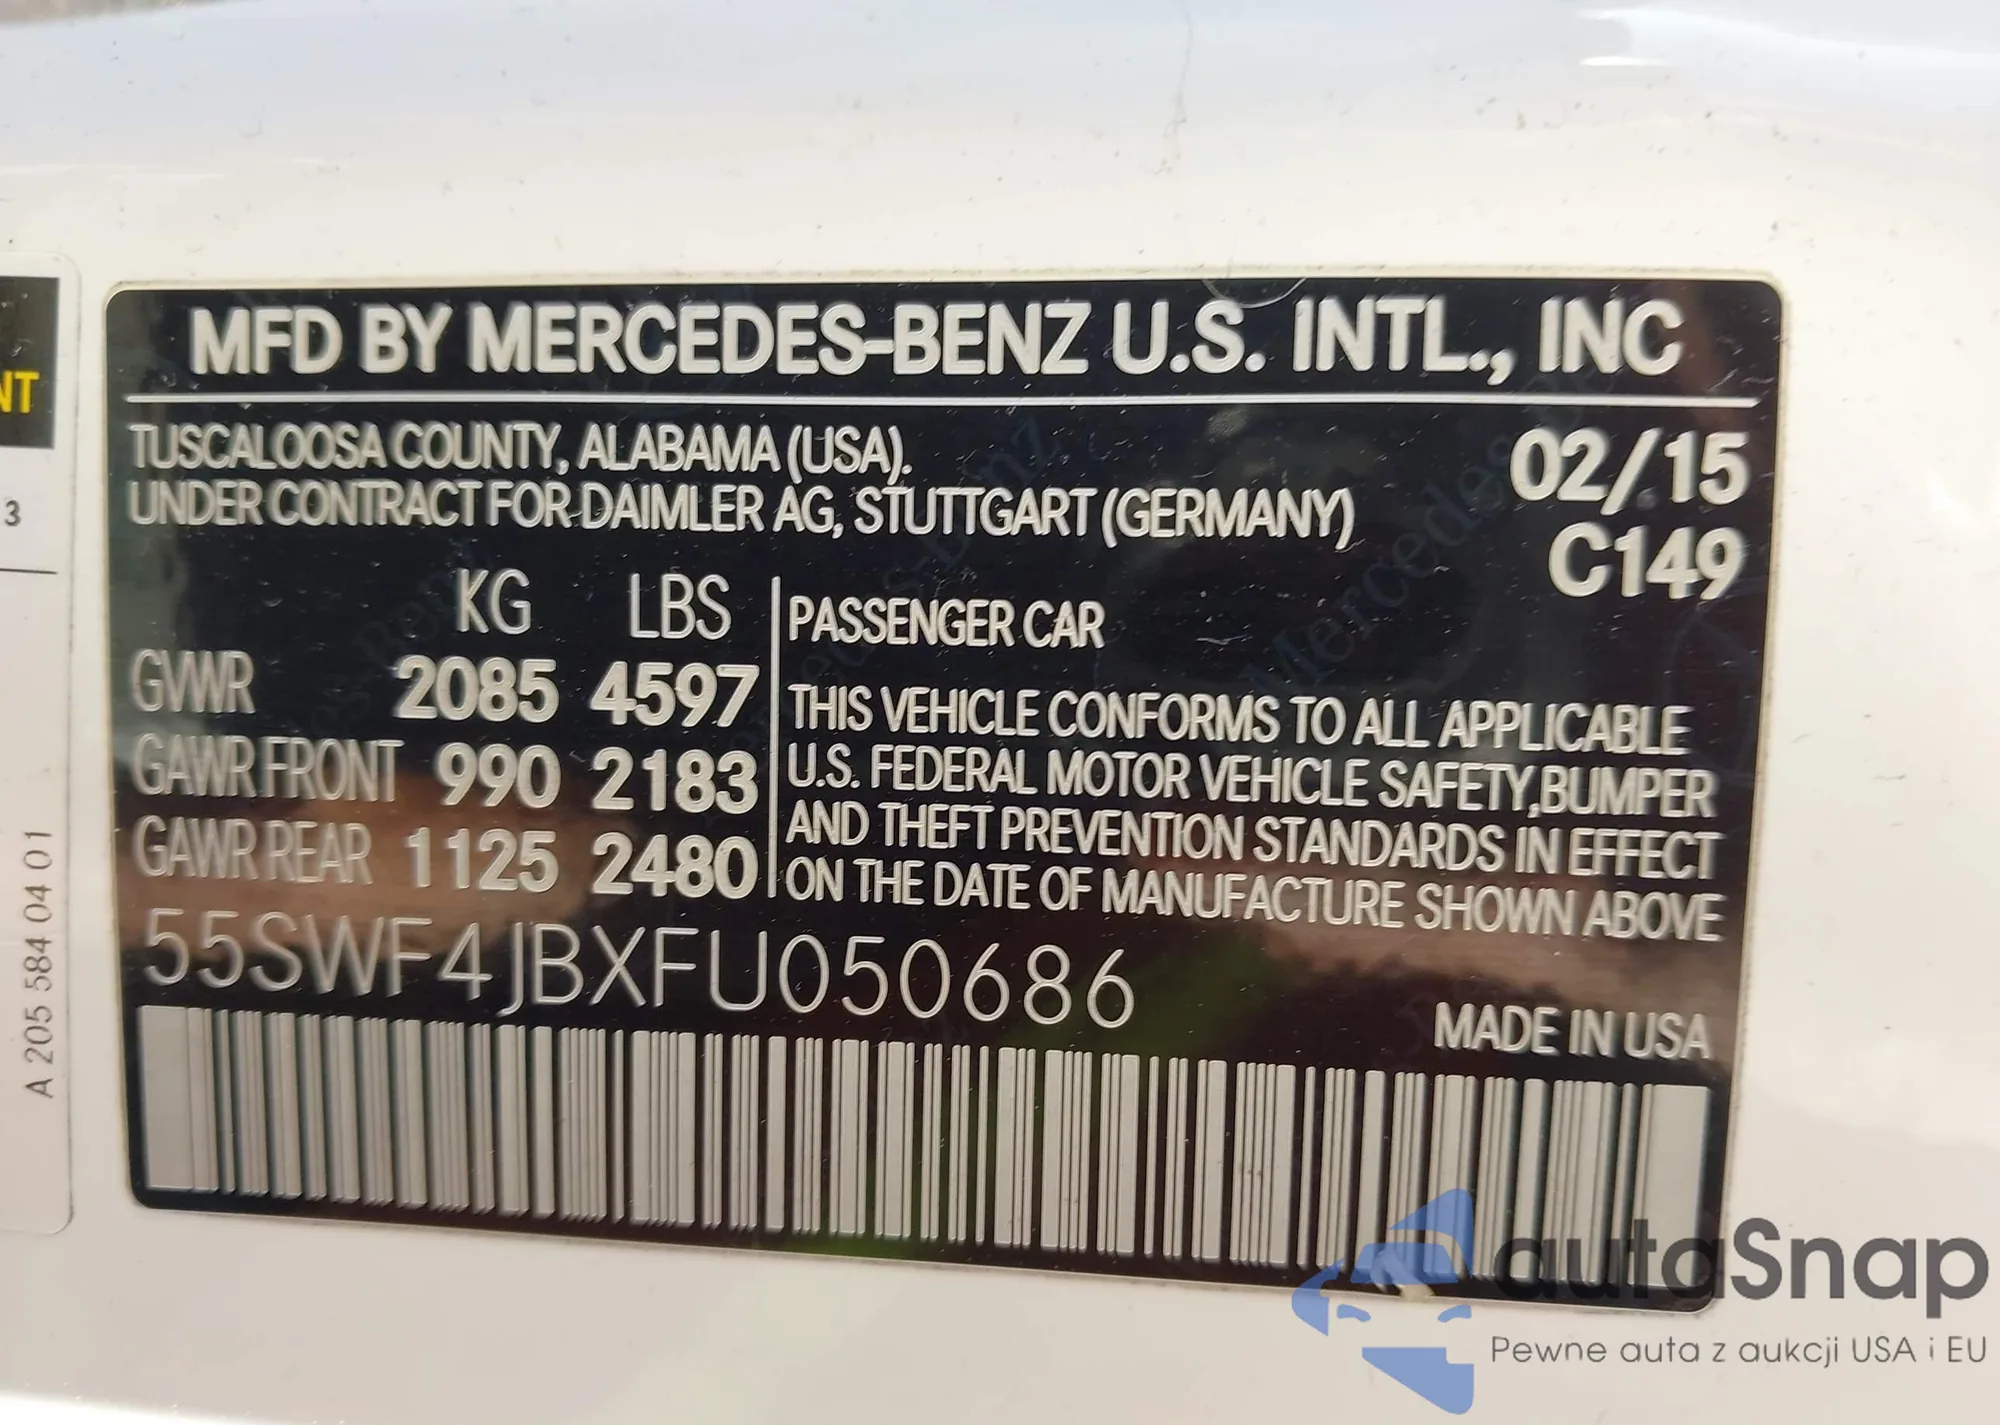 NT
3
A 205 584 04 01
MFD BY MERCEDES-BENZ U.S. INTL., INC
TUSCALOOSA COUNTY, ALABAMA (USA).
UNDER CONTRACT FOR DAIMLER AG, STUTTGART (GERMANY)
02/15
C149
KG LBS
GVWR 2085 4597
GAWR FRONT 990 2183
GAWR REAR 1125 2480
PASSENGER CAR
THIS VEHICLE CONFORMS TO ALL APPLICABLE
U.S. FEDERAL MOTOR VEHICLE SAFETY, BUMPER
AND THEFT PREVENTION STANDARDS IN EFFECT
ON THE DATE OF MANUFACTURE SHOWN ABOVE
55SWF4JBXFU050686
MADE IN USA
autaSnap
Pewne auta z aukcji USA i EU